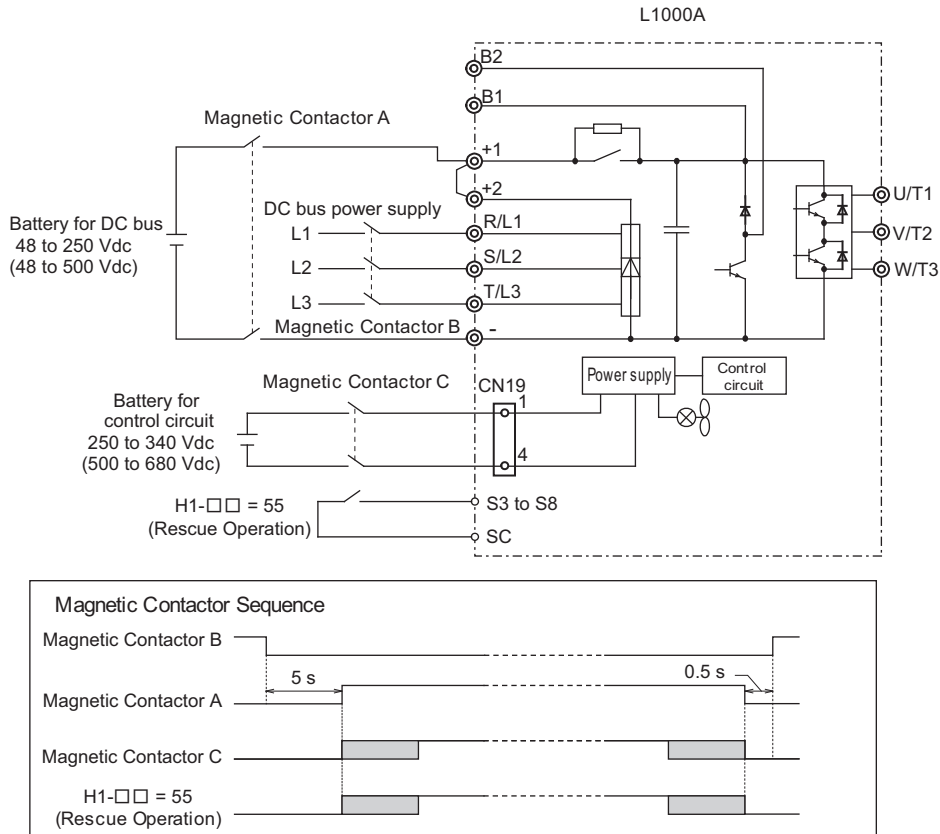 L1000A
B2
B1
Magnetic Contactor A
+1
+2
DC bus power supply
R/L1
L1
S/L2
L2
T/L3
L3
Magnetic Contactor B
-
Battery for DC bus
48 to 250 Vdc
(48 to 500 Vdc)
U/T1
V/T2
W/T3
Power supply
Control
circuit
Magnetic Contactor C
CN19
1
4
Battery for
control circuit
250 to 340 Vdc
(500 to 680 Vdc)
H1-□□ = 55
(Rescue Operation)
S3 to S8
SC
Magnetic Contactor Sequence
Magnetic Contactor B
5 s
0.5 s
Magnetic Contactor A
Magnetic Contactor C
H1-□□ = 55
(Rescue Operation)